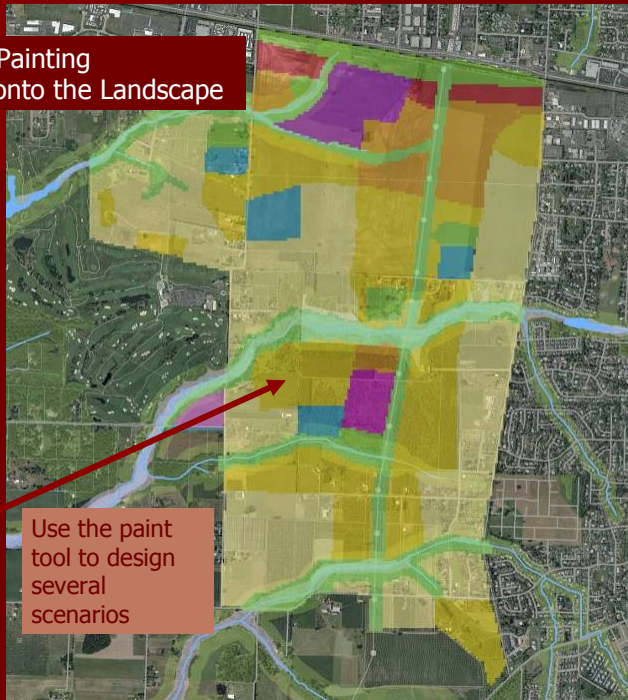 Painting
onto the Landscape
Use the paint
tool to design
several
scenarios